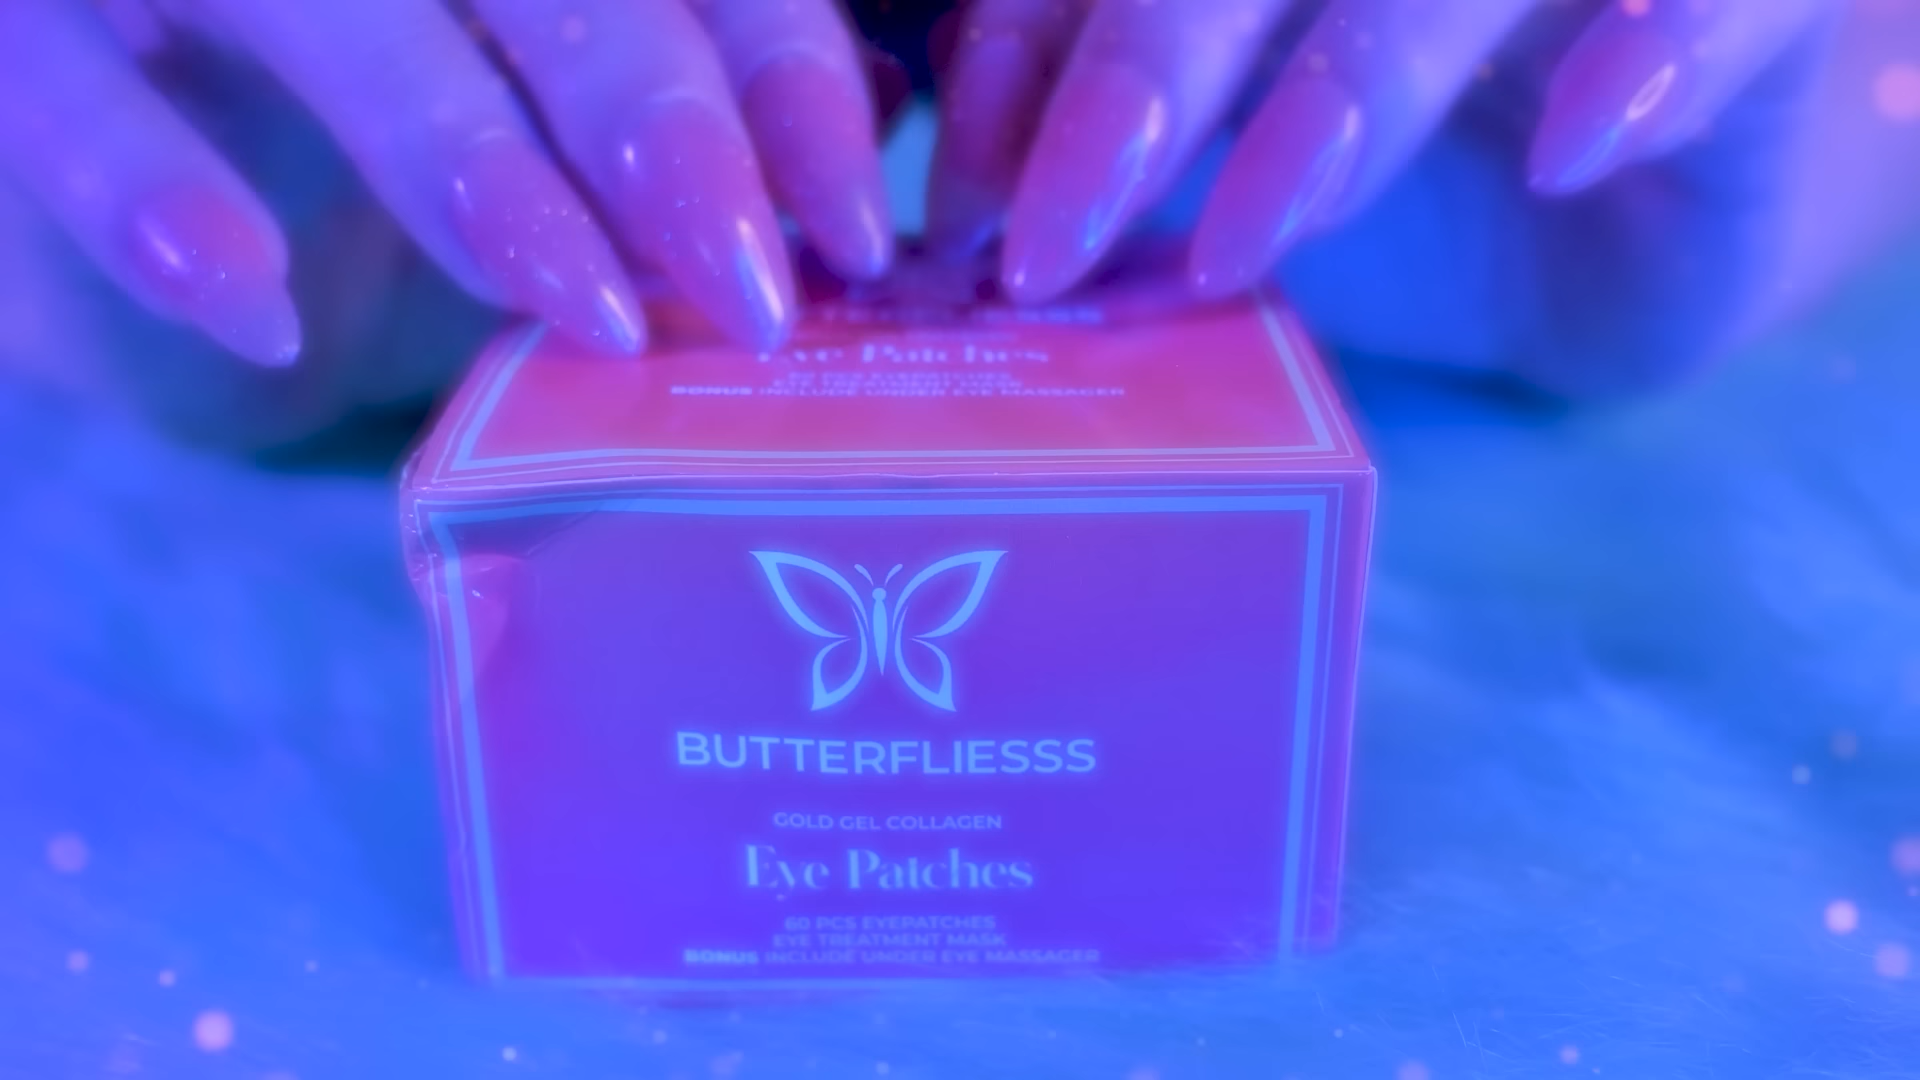 Eye Patches
EYE TREATMENT MASK
BONUS INCLUDE UNDER EYE MASSAGER
BUTTERFLIESSS
GOLD GEL COLLAGEN
Eye Patches
60 PCS EYEPATCHES
EYE TREATMENT MASK
BONUS INCLUDE UNDER EYE MASSAGER